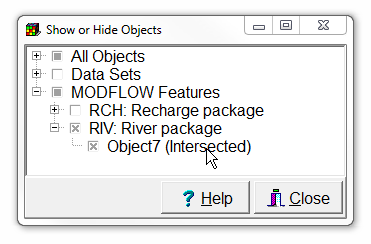 Show or Hide Objects
All Objects
Data Sets
MODFLOW Features
RCH: Recharge package
RIV: River package
Object7 (Intersected)
? Help Close